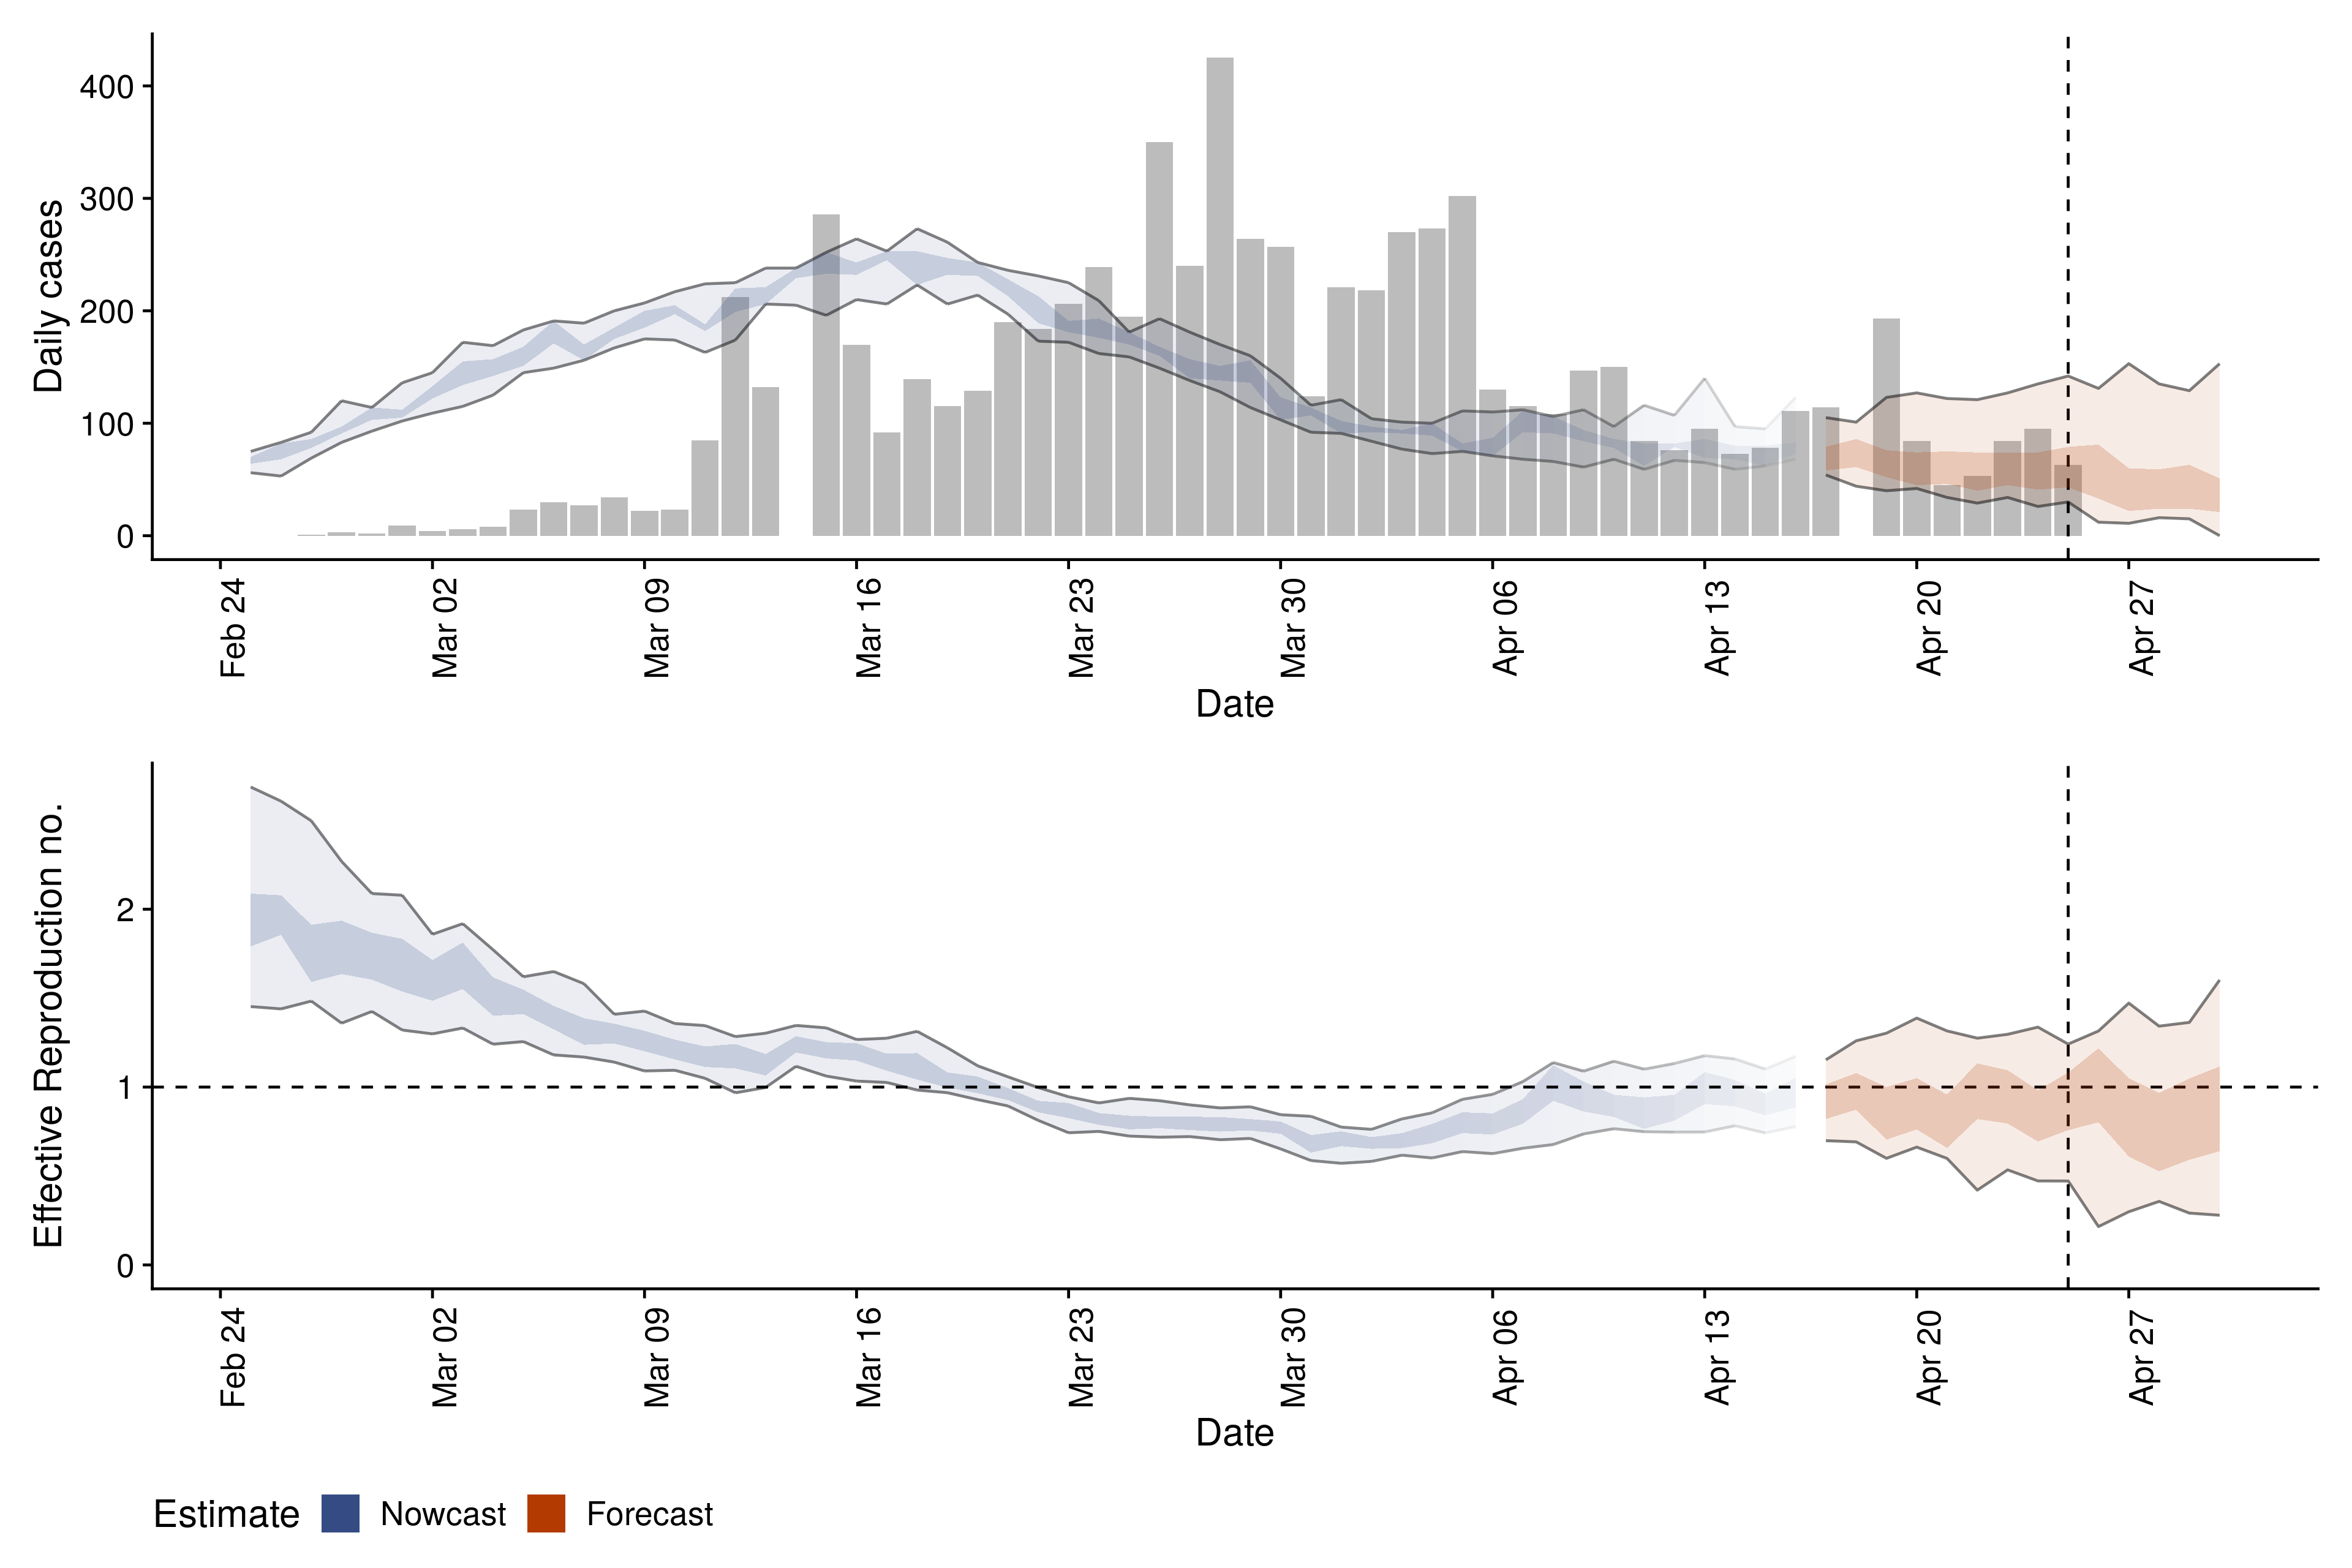 Daily cases
400
300
200
100
0
Feb 24
Mar 02
Mar 09
Mar 16
Mar 23
Mar 30
Apr 06
Apr 13
Apr 20
Apr 27
Date
Effective Reproduction no.
2
1
0
Feb 24
Mar 02
Mar 09
Mar 16
Mar 23
Mar 30
Apr 06
Apr 13
Apr 20
Apr 27
Date
Estimate Nowcast Forecast